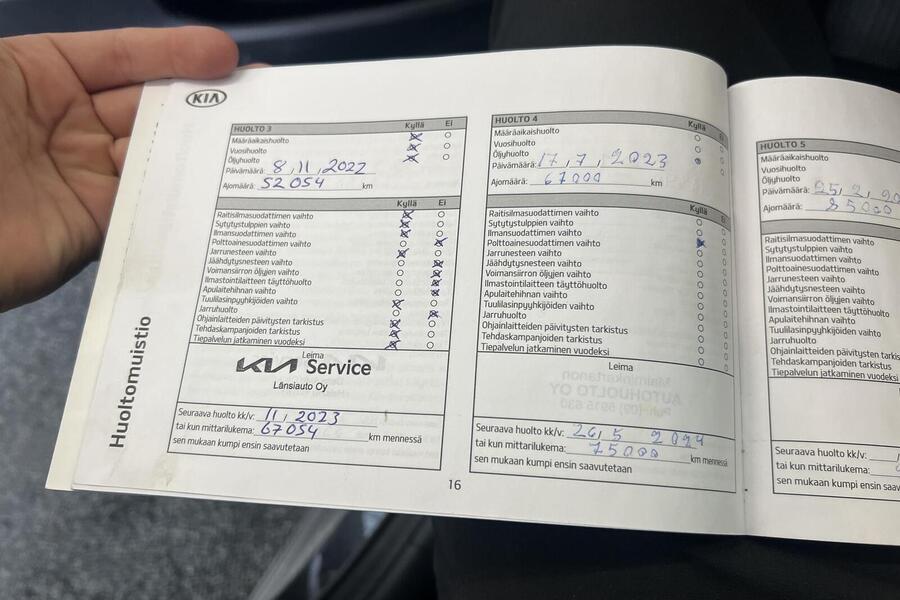 KIA
HUOLTO 3 Kyllä Ei
Määräaikaishuolto
Vuosihuolto
Öljyhuolto
Päivämäärä: 8,11,2022
Ajomäärä: 52 054 km
Kyllä Ei
Raitisilmasuodattimen vaihto
Sytytystulppien vaihto
Ilmansuodattimen vaihto
Polttoainesuodattimen vaihto
Jarrunesteen vaihto
Jäähdytysnesteen vaihto
Voimansiirron öljyjen vaihto
Ilmastointilaitteen täyttöhuolto
Apulaitehihnan vaihto
Tuulilasinpyyhkijöiden vaihto
Jarruhuolto
Ohjainlaitteiden päivitysten tarkistus
Tehdaskampanjoiden tarkistus
Tiepalvelun jatkaminen vuodeksi
Leima
KIA Service
Länsiauto Oy
Seuraava huolto kk/v: 11, 2023
tai kun mittarilukema: 67054 km mennessä
sen mukaan kumpi ensin saavutetaan
Huoltomuistio
HUOLTO 4 Kyllä Ei
Määräaikaishuolto
Vuosihuolto
Öljyhuolto
Päivämäärä: 17,7,2023
Ajomäärä: 67000 km
Kyllä Ei
Raitisilmasuodattimen vaihto
Sytytystulppien vaihto
Ilmansuodattimen vaihto
Polttoainesuodattimen vaihto
Jarrunesteen vaihto
Jäähdytysnesteen vaihto
Voimansiirron öljyjen vaihto
Ilmastointilaitteen täyttöhuolto
Apulaitehihnan vaihto
Tuulilasinpyyhkijöiden vaihto
Jarruhuolto
Ohjainlaitteiden päivitysten tarkistus
Tehdaskampanjoiden tarkistus
Tiepalvelun jatkaminen vuodeksi
Leima
Seuraava huolto kk/v: 26,5 2024
tai kun mittarilukema: 75000 km mennessä
sen mukaan kumpi ensin saavutetaan
16
HUOLTO 5
Määräaikaishuolto
Vuosihuolto
Öljyhuolto
Päivämäärä: 25,2,20
Ajomäärä: 85000
Raitisilmasuodattimen vaihto
Sytytystulppien vaihto
Ilmansuodattimen vaihto
Polttoainesuodattimen vaihto
Jarrunesteen vaihto
Jäähdytysnesteen vaihto
Voimansiirron öljyjen vaihto
Ilmastointilaitteen täyttöhuolto
Apulaitehihnan vaihto
Tuulilasinpyyhkijöiden vaihto
Jarruhuolto
Ohjainlaitteiden päivitysten
Tehdaskampanjoiden tarkistus
Tiepalvelun jatkaminen vuodeksi
Seuraava huolto kk/v:
tai kun mittarilukema:
sen mukaan kumpi ensin